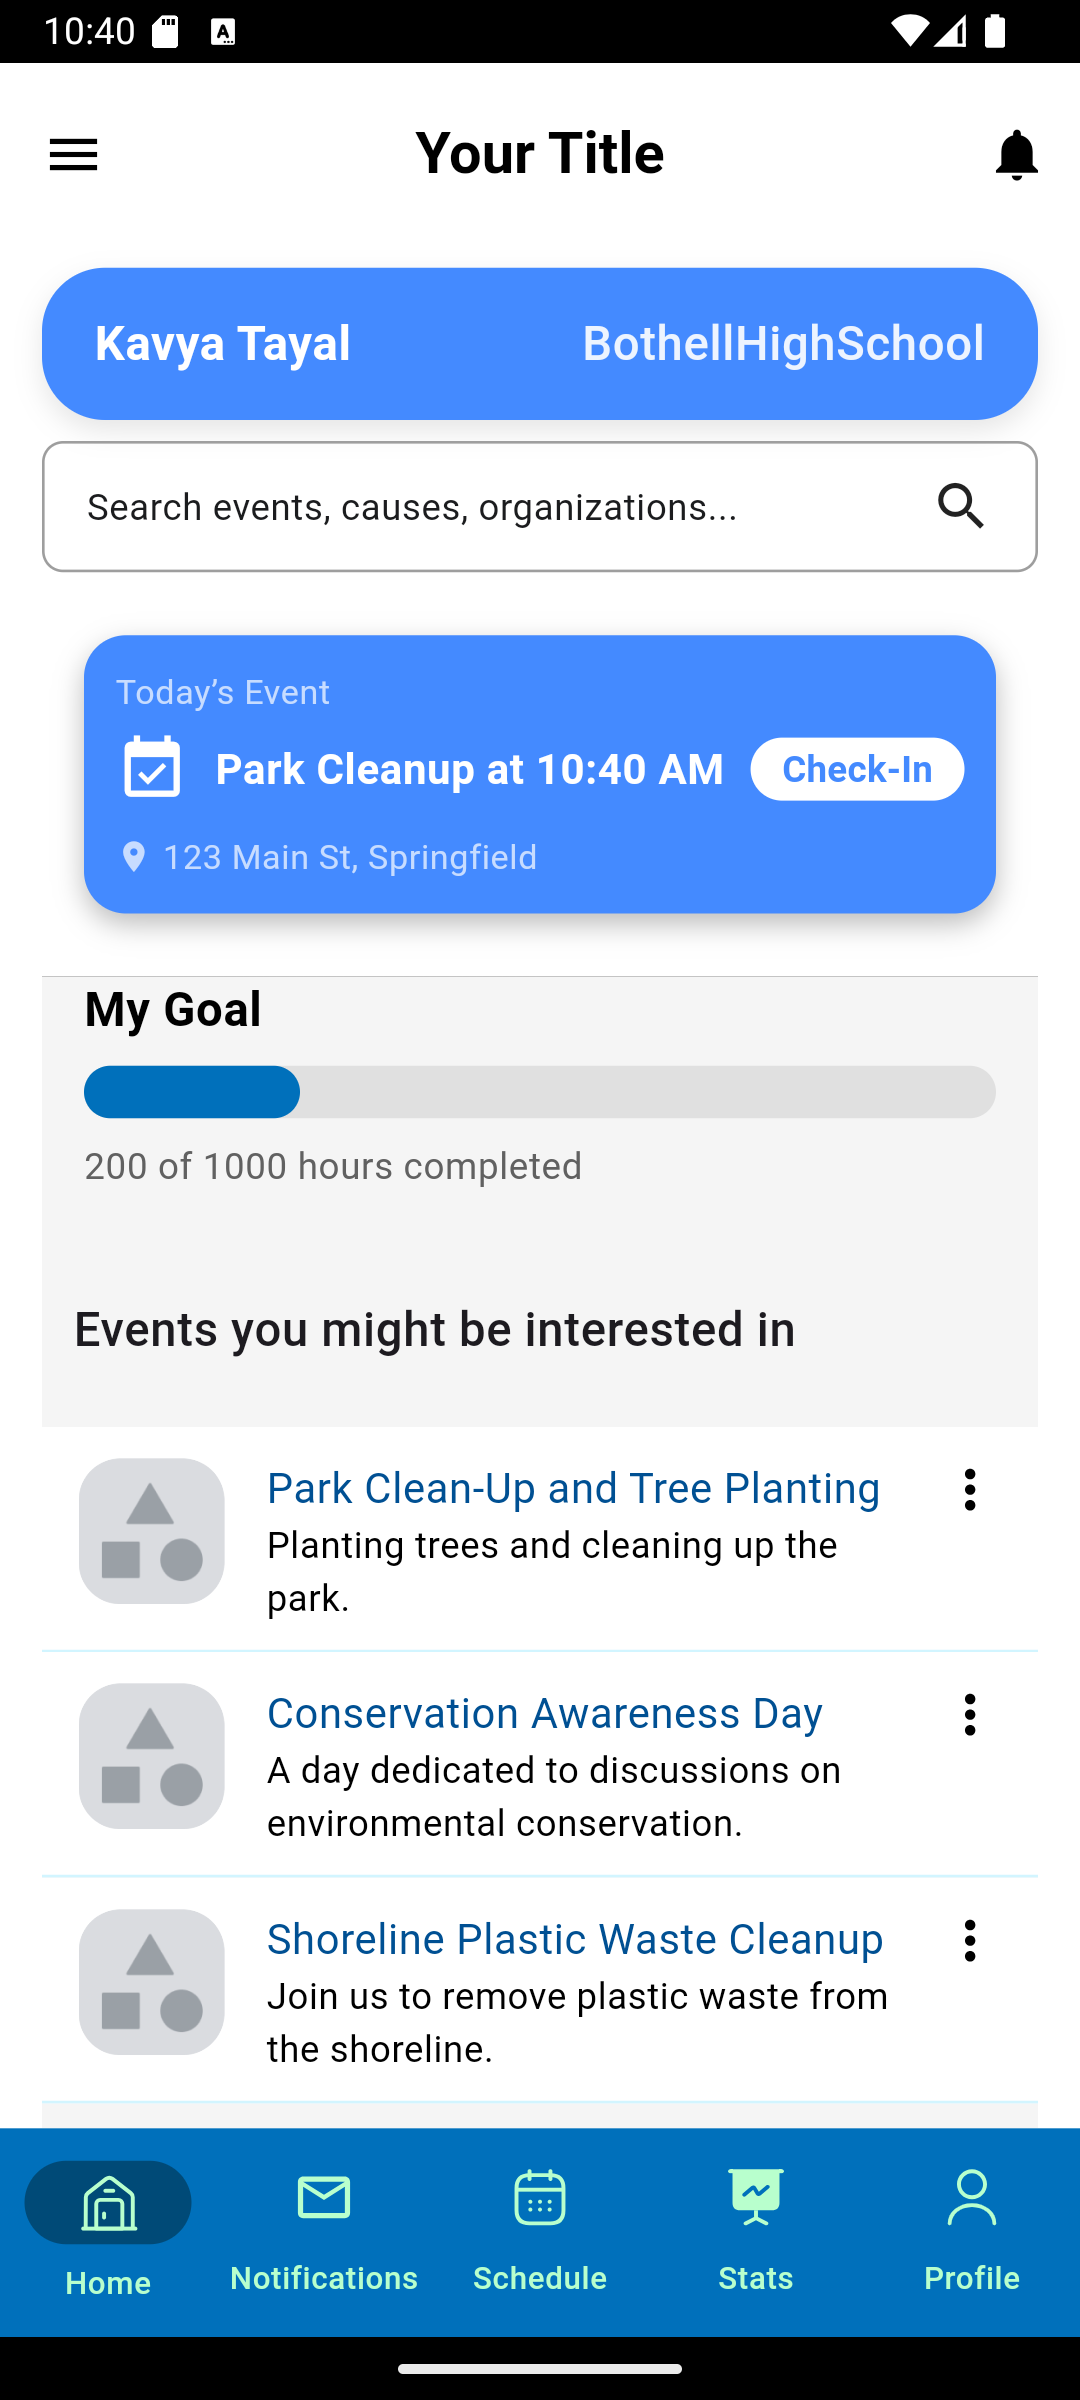 10:40
Your Title
Kavya Tayal BothellHighSchool
Search events, causes, organizations...
Today’s Event
Park Cleanup at 10:40 AM Check-In
123 Main St, Springfield
My Goal
200 of 1000 hours completed
Events you might be interested in
Park Clean-Up and Tree Planting
Planting trees and cleaning up the
park.
Conservation Awareness Day
A day dedicated to discussions on
environmental conservation.
Shoreline Plastic Waste Cleanup
Join us to remove plastic waste from
the shoreline.
Home Notifications Schedule Stats Profile